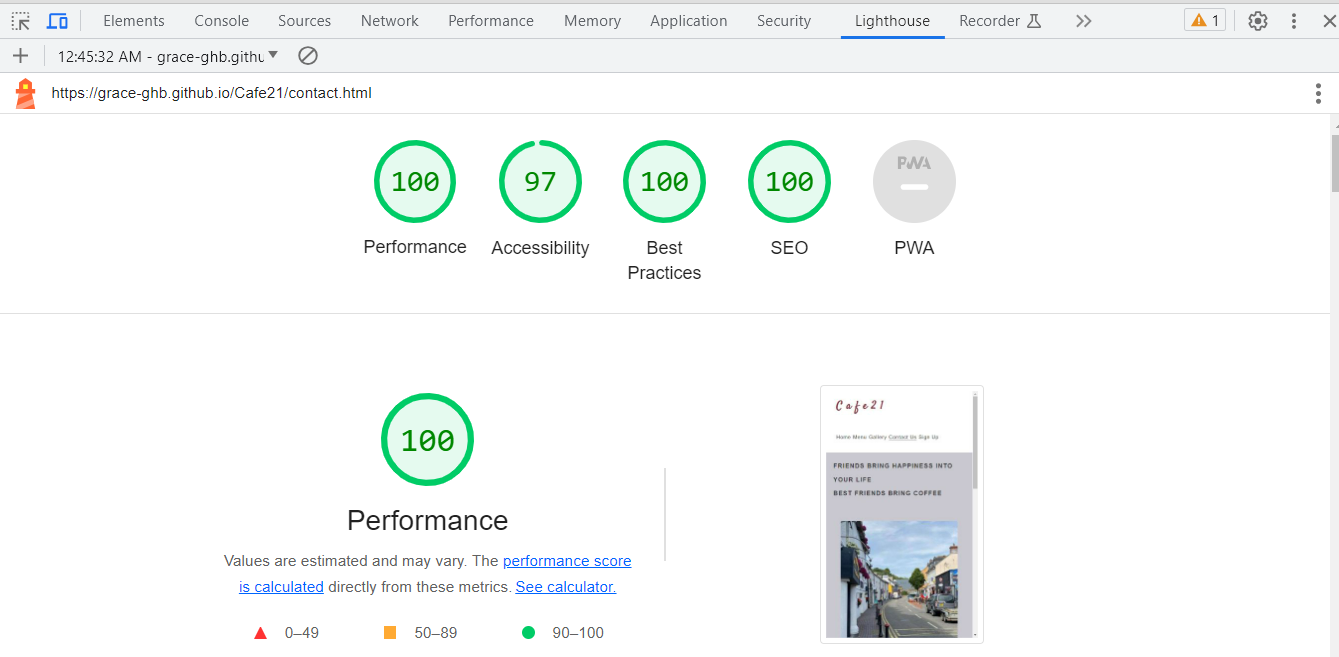 Elements Console Sources Network Performance Memory Application Security Lighthouse Recorder 1
12:45:32 AM - grace-ghb.githu
https://grace-ghb.github.io/Cafe21/contact.html
100 97 100 100 PWA
Performance Accessibility Best Practices SEO PWA
100
Performance
Values are estimated and may vary. The performance score
is calculated directly from these metrics. See calculator.
0–49 50–89 90–100
Cafe21
Home Menu Gallery Contact Us Sign Up
FRIENDS BRING HAPPINESS INTO
YOUR LIFE
BEST FRIENDS BRING COFFEE